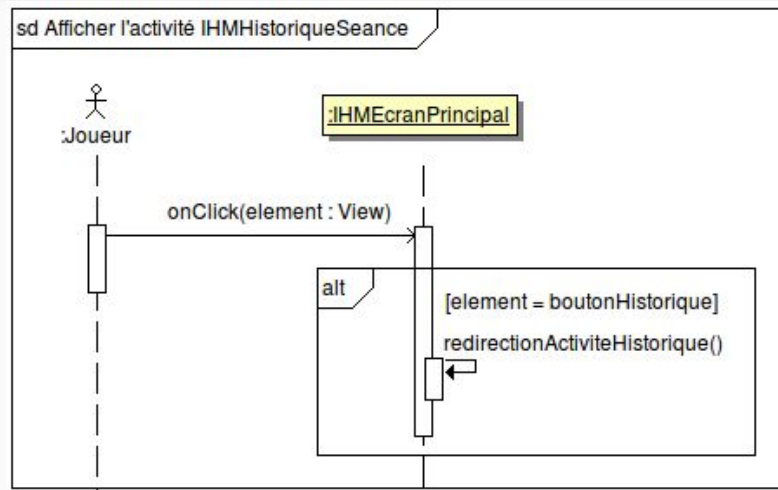 sd Afficher l'activité IHMHistoriqueSeance
:Joueur
:IHMEcranPrincipal
onClick(element : View)
alt
[element = boutonHistorique]
redirectionActiviteHistorique()